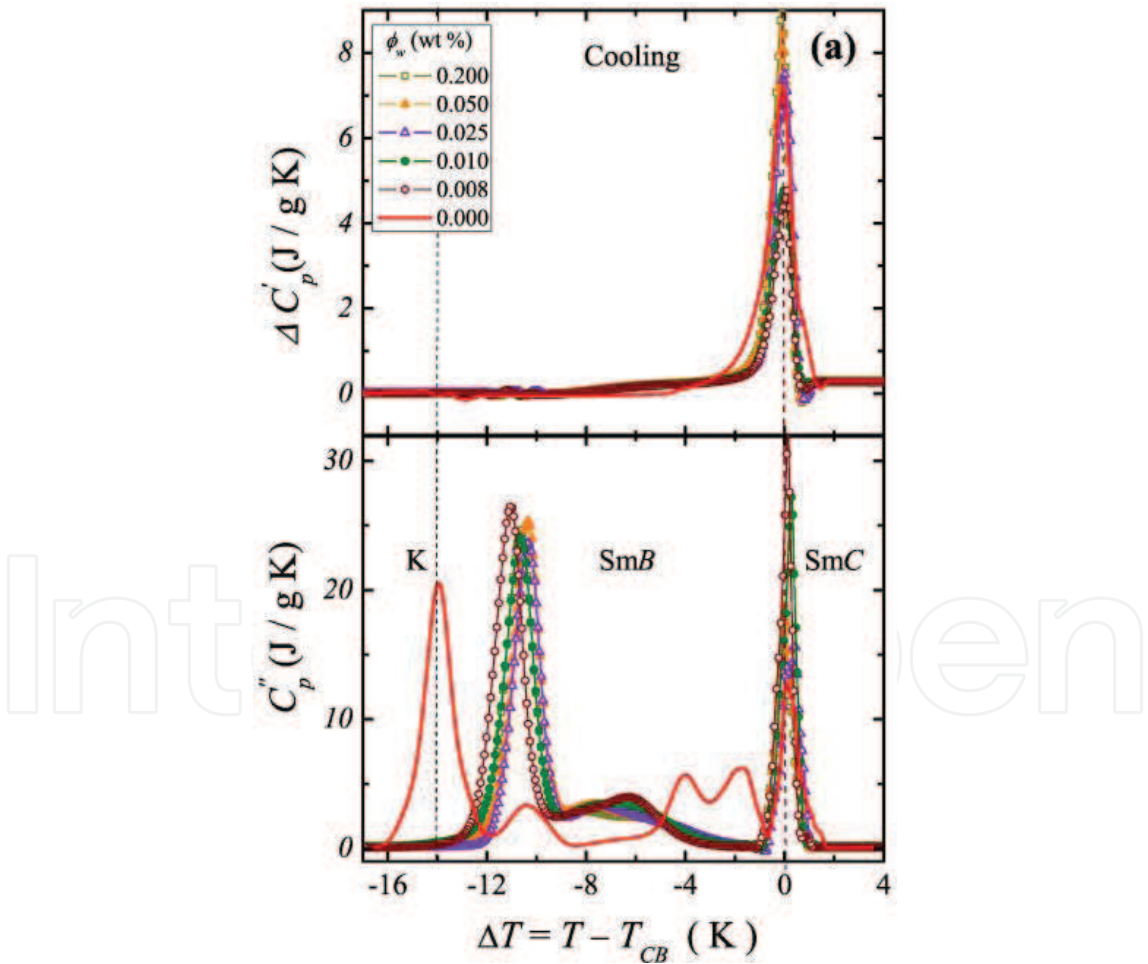 (a)
Cooling
ϕw (wt %)
0.200
0.050
0.025
0.010
0.008
0.000
8
6
4
2
0
Δ C'p (J / g K)
30
20
10
0
C"p (J / g K)
K
SmB
SmC
-16
-12
-8
-4
0
4
ΔT = T – TCB ( K )